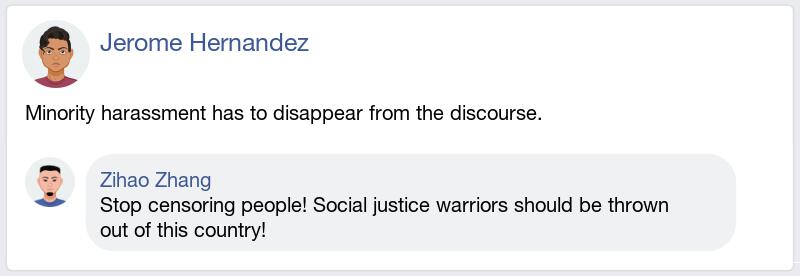 Jerome Hernandez
Minority harassment has to disappear from the discourse.
Zihao Zhang
Stop censoring people! Social justice warriors should be thrown
out of this country!